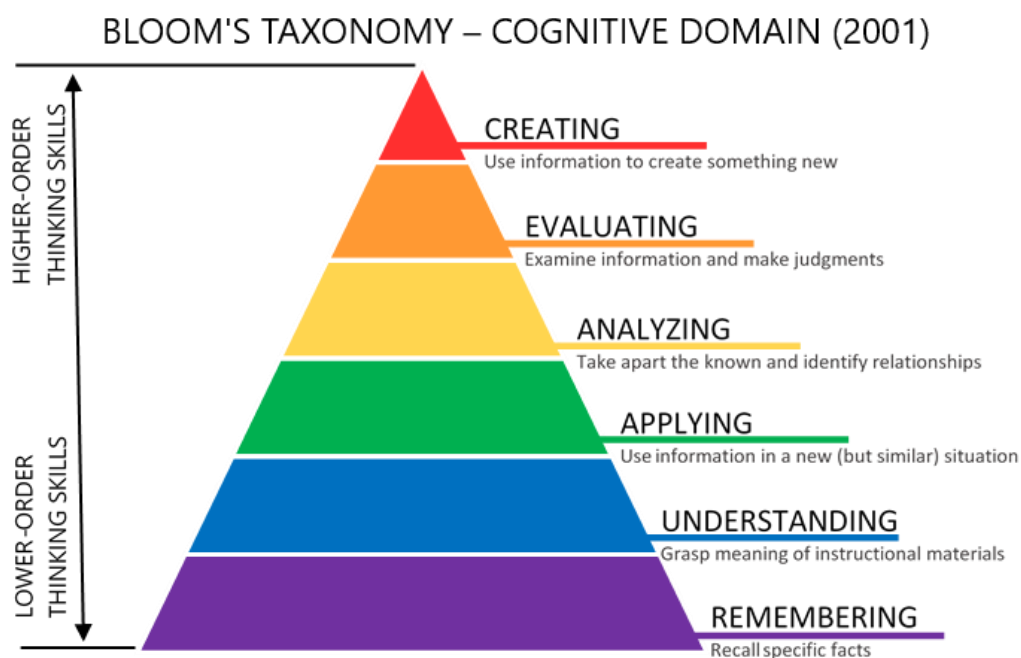 BLOOM'S TAXONOMY – COGNITIVE DOMAIN (2001)
HIGHER-ORDER
THINKING SKILLS
CREATING
Use information to create something new
EVALUATING
Examine information and make judgments
ANALYZING
Take apart the known and identify relationships
APPLYING
Use information in a new (but similar) situation
LOWER-ORDER
THINKING SKILLS
UNDERSTANDING
Grasp meaning of instructional materials
REMEMBERING
Recall specific facts